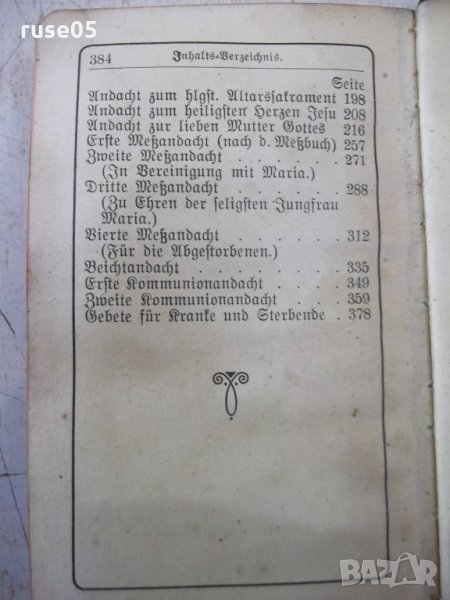 ruse05
384 Inhalts-Verzeichnis.
Seite
Andacht zum hlgst. Altarssakrament 198
Andacht zum heiligsten Herzen Jesu 208
Andacht zur lieben Mutter Gottes . 216
Erste Meßandacht (nach d. Meßbuch) 257
Zweite Meßandacht . . . . . . 271
(In Vereinigung mit Maria.)
Dritte Meßandacht . . . . . . 288
(Zu Ehren der seligsten Jungfrau
Maria.)
Vierte Meßandacht . . . . . . 312
(Für die Abgestorbenen.)
Beichtandacht . . . . . . . 335
Erste Kommunionandacht . . . . 349
Zweite Kommunionandacht . . . . 359
Gebete für Kranke und Sterbende . 378
BAZAR